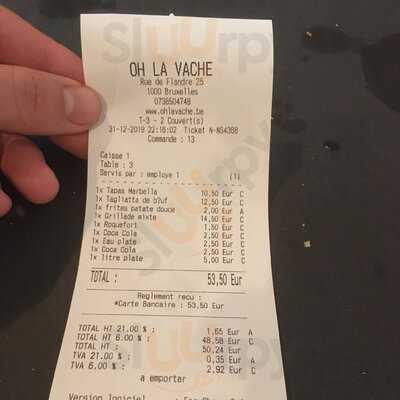 OH LA VACHE
Rue de Flandre 25
1000 Bruxelles
0736504748
www.ohlavache.be
T-3 - 2 Couvert(s)
31-12-2019 22:16:02 Ticket N-NG4388
Commande : 13
Caisse 1
Table : 3
Servis par : employe 1 (1)
1x Tapas Marbella 10,50 Eur C
1x Tagliatta de b?uf 12,50 Eur C
1x frites patate douce 2,00 Eur A
1x Grillade mixte 14,50 Eur C
1x Roquefort 1,50 Eur C
1x Coca Cola 2,50 Eur C
1x Eau plate 2,50 Eur C
1x Coca Cola 2,50 Eur C
1x litre plate 5,00 Eur C
TOTAL : 53,50 Eur
Reglement recu :
*Carte Bancaire : 53,50 Eur
TOTAL HT 21.00 % : 1,65 Eur A
TOTAL HT 6.00 % : 48,58 Eur C
TOTAL HT : 50,24 Eur
TVA 21.00 % : 0,35 Eur A
TVA 6.00 % : 2,92 Eur C
a emporter
Version logiciel :